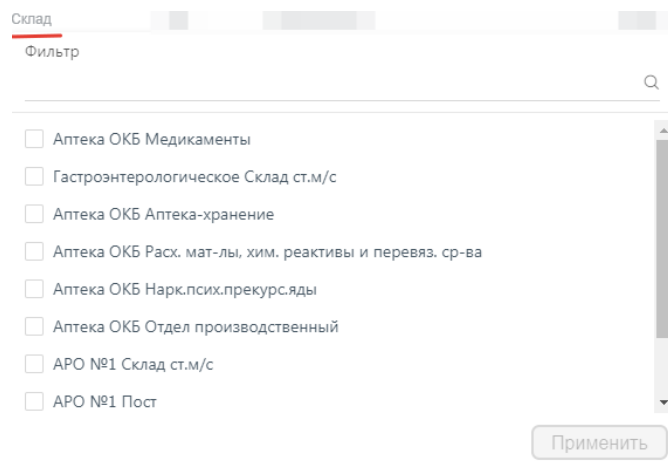 Склад
Фильтр
Аптека ОКБ Медикаменты
Гастроэнтерологическое Склад ст.м/с
Аптека ОКБ Аптека-хранение
Аптека ОКБ Расх. мат-лы, хим. реактивы и перевяз. ср-ва
Аптека ОКБ Нарк.псих.прекурс.яды
Аптека ОКБ Отдел производственный
АРО №1 Склад ст.м/с
АРО №1 Пост
Применить